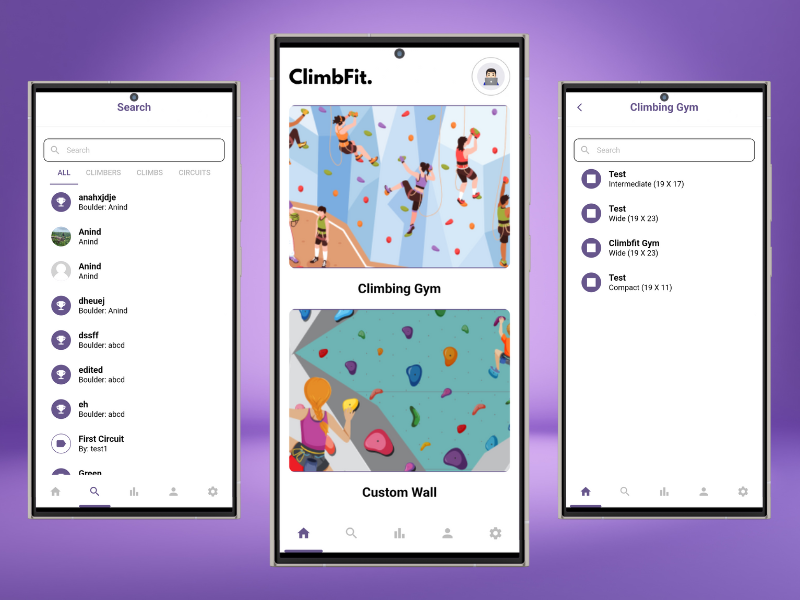 Search
Search
ALL CLIMBERS CLIMBS CIRCUITS
anahxjdje
Boulder: Anind
Anind
Anind
Anind
Anind
dheuej
Boulder: Anind
dssff
Boulder: abcd
edited
Boulder: abcd
eh
Boulder: abcd
First Circuit
By: test1
Green
ClimbFit.
Climbing Gym
Custom Wall
Climbing Gym
Search
Test
Intermediate (19 X 17)
Test
Wide (19 X 23)
Climbfit Gym
Wide (19 X 23)
Test
Compact (19 X 11)